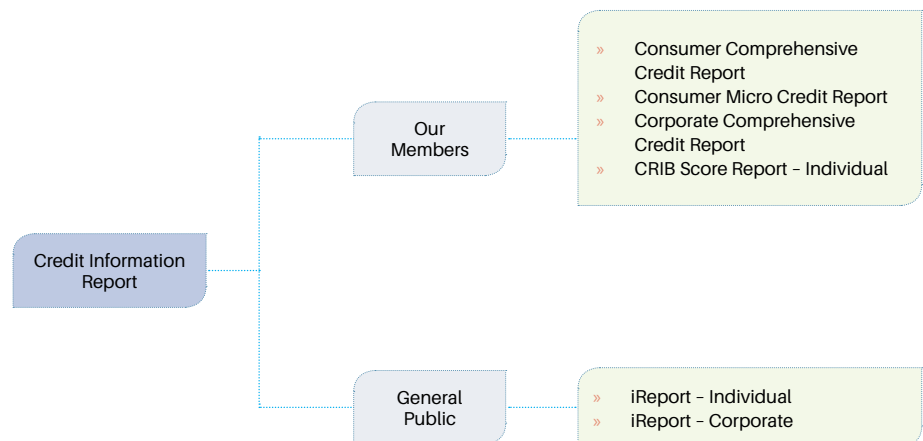 » Consumer Comprehensive
Credit Report
» Consumer Micro Credit Report
» Corporate Comprehensive
Credit Report
» CRIB Score Report – Individual
Our
Members
Credit Information
Report
General
Public
» iReport – Individual
» iReport – Corporate